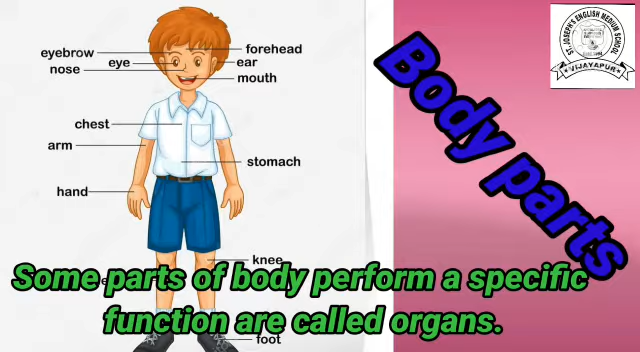 eyebrow
forehead
eye
ear
nose
mouth
chest
arm
stomach
hand
knee
foot
Body parts
ST. JOSEPH'S ENGLISH MEDIUM SCHOOL
VIJAYAPUR
Some parts of body perform a specific
function are called organs.